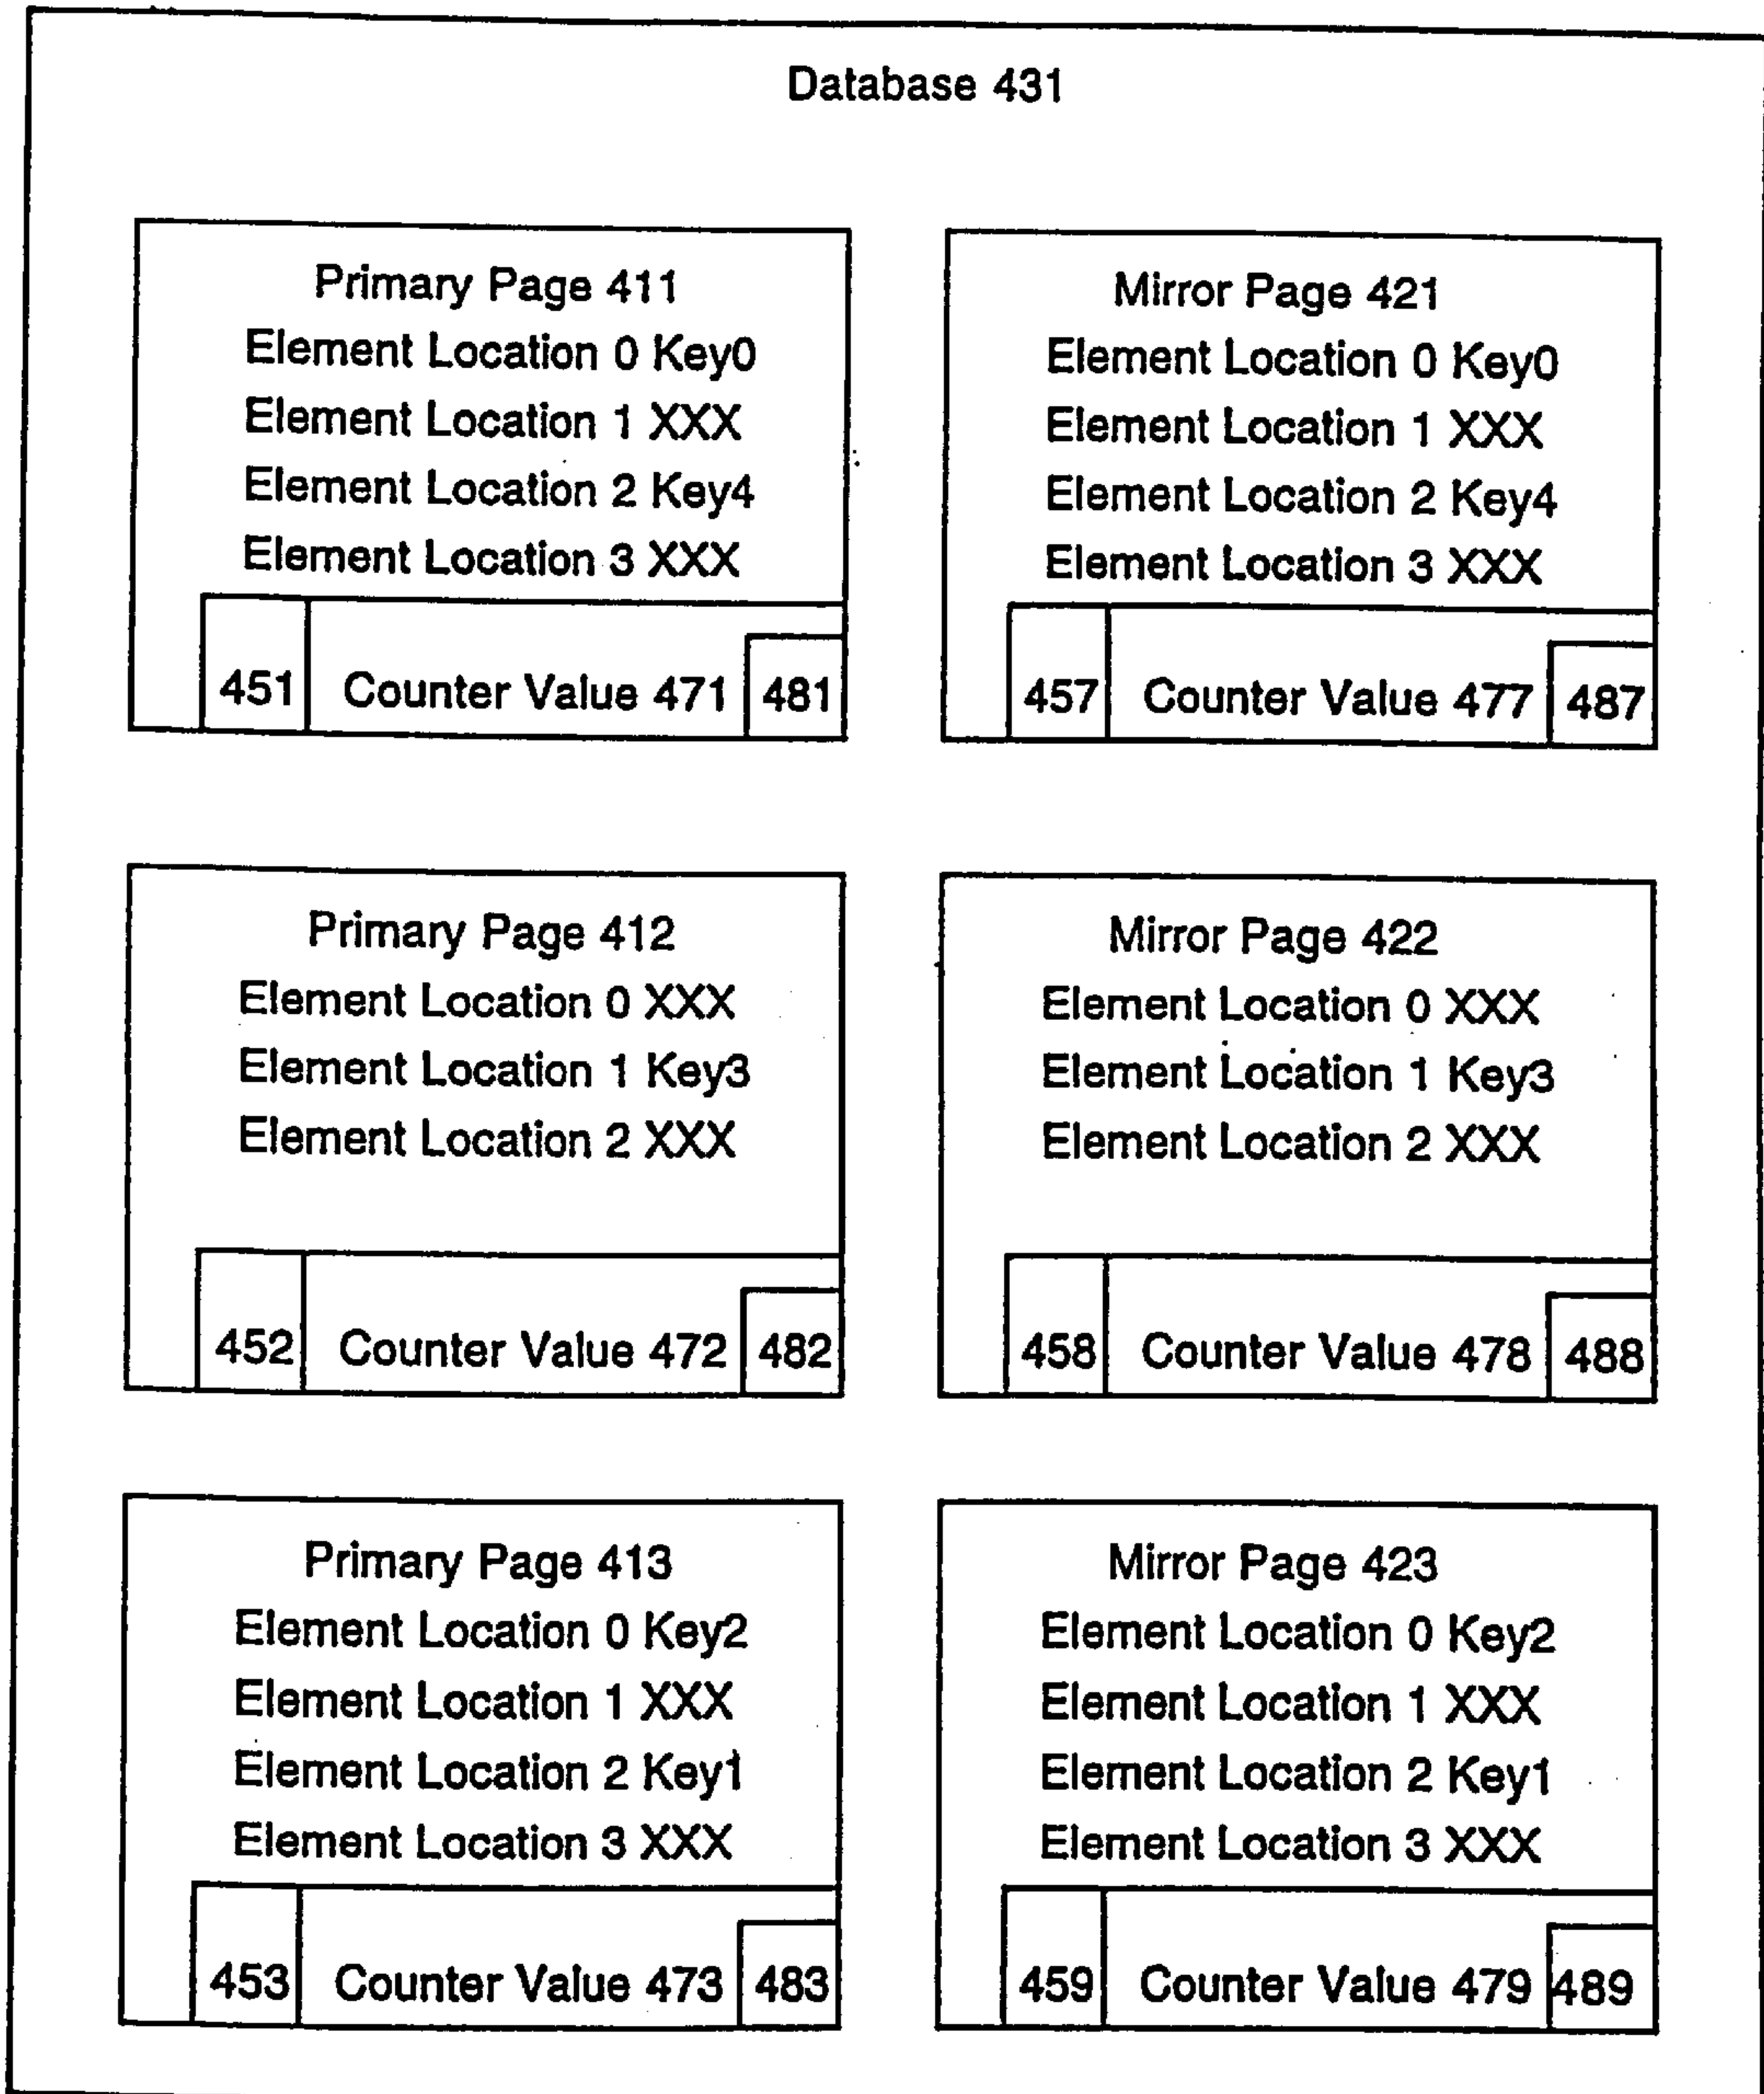 Database 431
Primary Page 411
Element Location 0 Key0
Element Location 1 XXX
Element Location 2 Key4
Element Location 3 XXX
451 Counter Value 471 481
Mirror Page 421
Element Location 0 Key0
Element Location 1 XXX
Element Location 2 Key4
Element Location 3 XXX
457 Counter Value 477 487
Primary Page 412
Element Location 0 XXX
Element Location 1 Key3
Element Location 2 XXX
452 Counter Value 472 482
Mirror Page 422
Element Location 0 XXX
Element Location 1 Key3
Element Location 2 XXX
458 Counter Value 478 488
Primary Page 413
Element Location 0 Key2
Element Location 1 XXX
Element Location 2 Key1
Element Location 3 XXX
453 Counter Value 473 483
Mirror Page 423
Element Location 0 Key2
Element Location 1 XXX
Element Location 2 Key1
Element Location 3 XXX
459 Counter Value 479 489